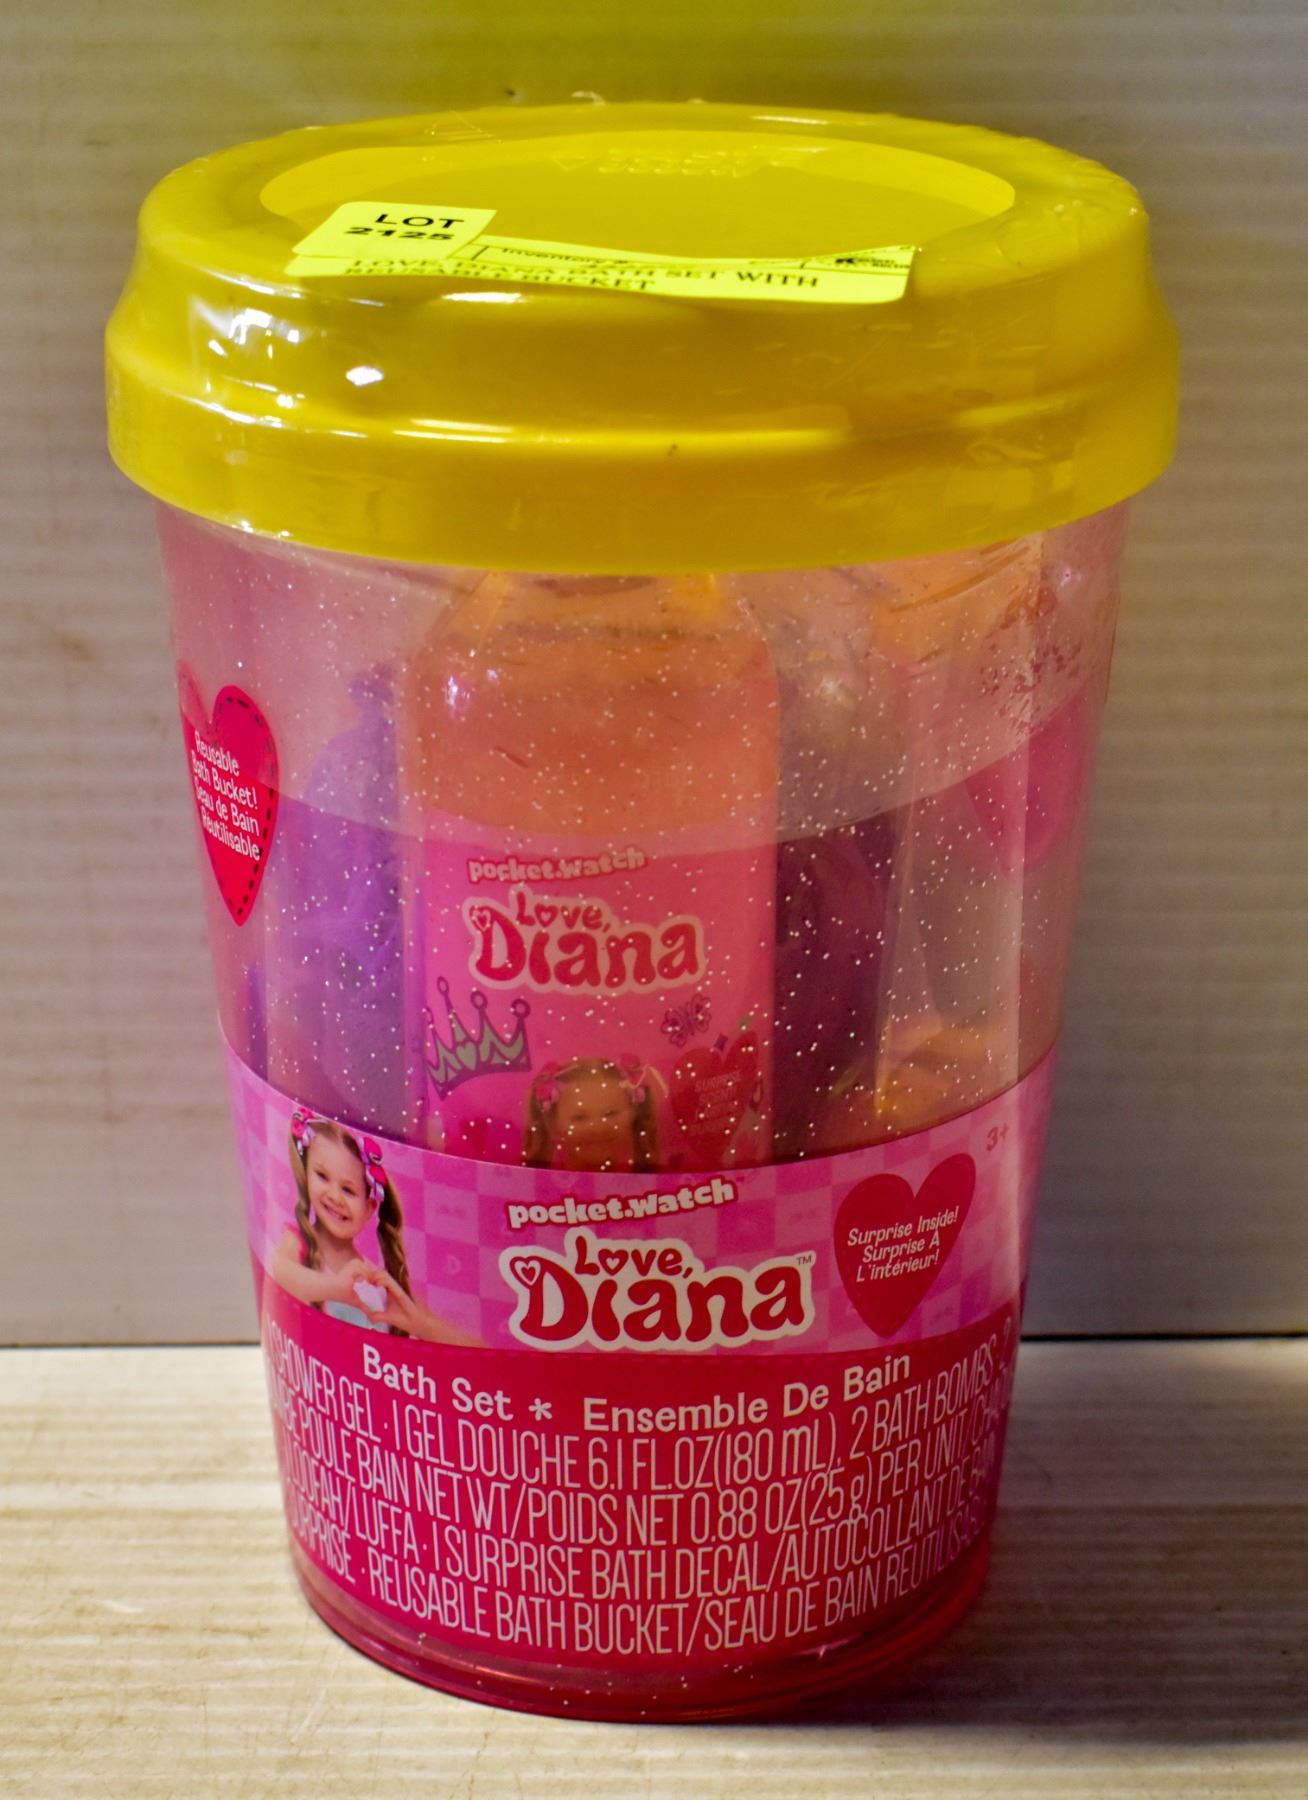 LOT
2125
Inventory
LOVE, DIANA BATH SET WITH
REUSABLE BUCKET
Reusable
Bath Bucket!
Seau de Bain
Réutilisable
pocket.watch
Love,
Diana
3+
pocket.watch
Love,
Diana™
Surprise Inside!
Surprise À
L'intérieur!
Bath Set * Ensemble De Bain
SHOWER GEL · 1 GEL DOUCHE 6.1 FL.OZ(180 mL), 2 BATH BOMBS
POULE BAIN NET WT/POIDS NET 0.88 OZ(25 g) PER UNIT/
LOOFAH/LUFFA · 1 SURPRISE BATH DECAL/AUTOCOLLANT DE BAIN
SURPRISE · REUSABLE BATH BUCKET/SEAU DE BAIN